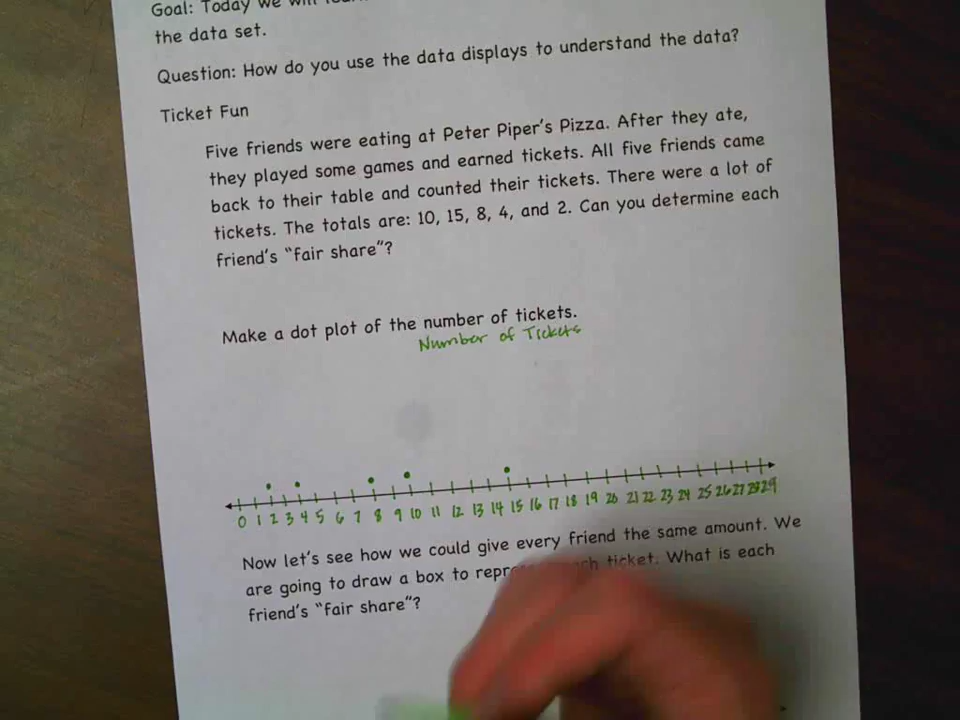 Goal: Today we will
the data set.
Question: How do you use the data displays to understand the data?
Ticket Fun
Five friends were eating at Peter Piper's Pizza. After they ate,
they played some games and earned tickets. All five friends came
back to their table and counted their tickets. There were a lot of
tickets. The totals are: 10, 15, 8, 4, and 2. Can you determine each
friend's "fair share"?
Make a dot plot of the number of tickets.
Number of Tickets
0 1 2 3 4 5 6 7 8 9 10 11 12 13 14 15 16 17 18 19 20 21 22 23 24 25 26 27 28 29
Now let's see how we could give every friend the same amount. We
are going to draw a box to ticket. What is each
friend's "fair share"?